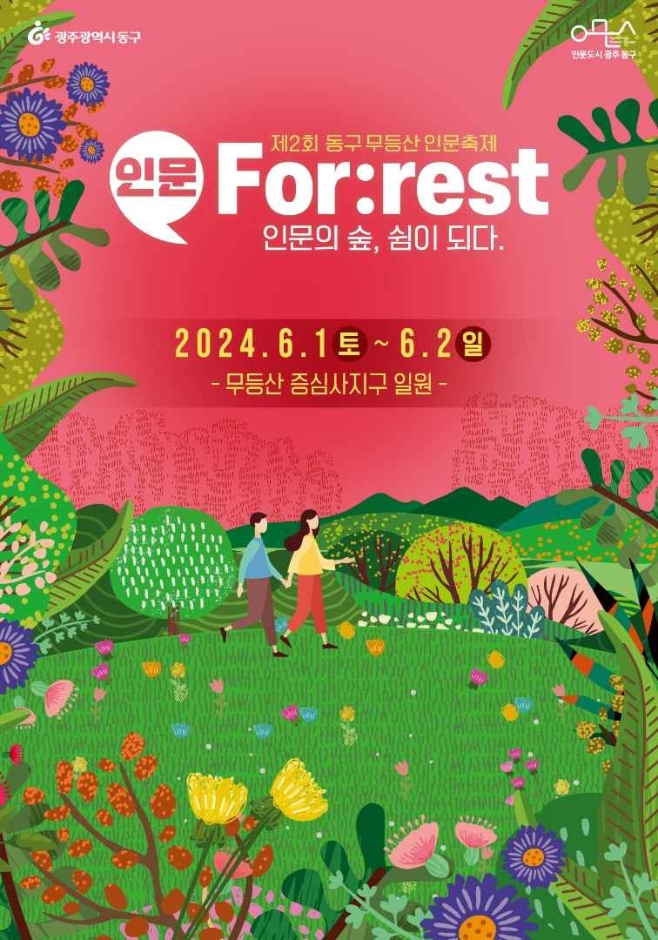 광주광역시동구
인문도시 광주 동구
제2회 동구 무등산 인문축제
인문 For:rest
인문의 숲, 쉼이 되다.
2024.6.1 토 ~ 6.2 일
- 무등산 증심사지구 일원 -